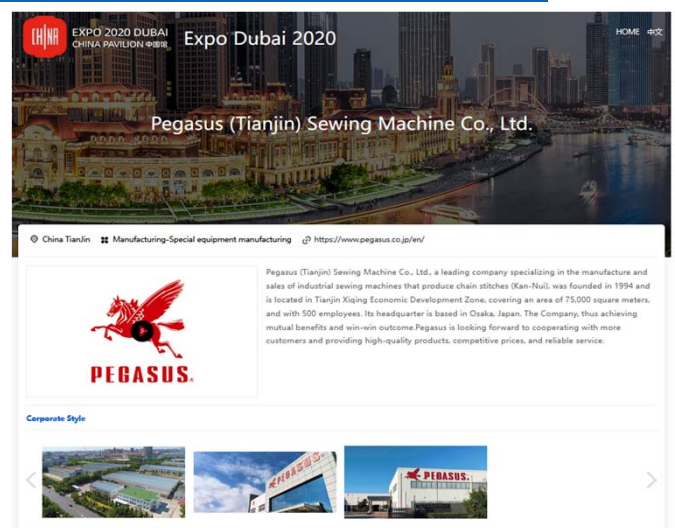 CH|NA
EXPO 2020 DUBAI
CHINA PAVILION 中国馆
Expo Dubai 2020
HOME 中文
Pegasus (Tianjin) Sewing Machine Co., Ltd.
China TianJin Manufacturing-Special equipment manufacturing https://www.pegasus.co.jp/en/
Pegasus (Tianjin) Sewing Machine Co., Ltd., a leading company specializing in the manufacture and
sales of industrial sewing machines that produce chain stitches (Kan-Nui), was founded in 1994 and
is located in Tianjin Xiqing Economic Development Zone, covering an area of 75,000 square meters,
and with 500 employees. Its headquarter is based in Osaka, Japan. The Company, thus achieving
mutual benefits and win-win outcome.Pegasus is looking forward to cooperating with more
customers and providing high-quality products, competitive prices, and reliable service.
PEGASUS.
Corporate Style
PEGASUS
PEGASUS.